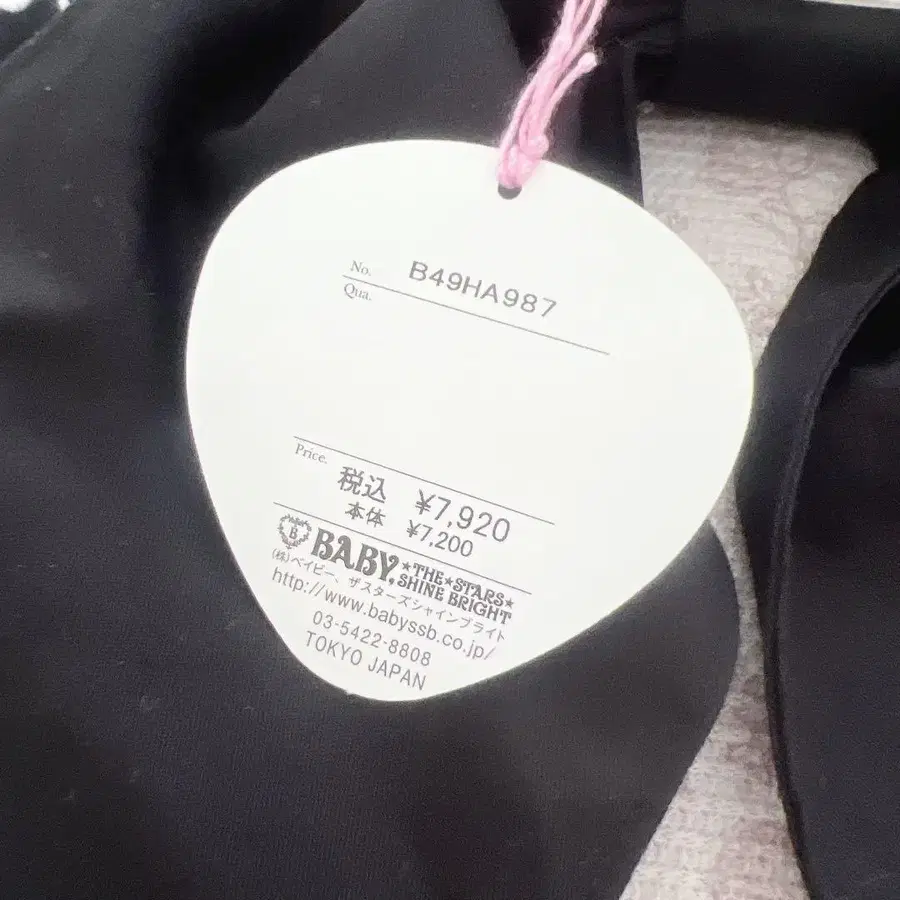 No. B49HA987
Qua.
Price.
税込 ¥7,920
本体 ¥7,200
B BABY, ★THE★STARS★
SHINE BRIGHT
(株)ベイビー、ザスターズシャインブライト
http://www.babyssb.co.jp/
03-5422-8808
TOKYO JAPAN